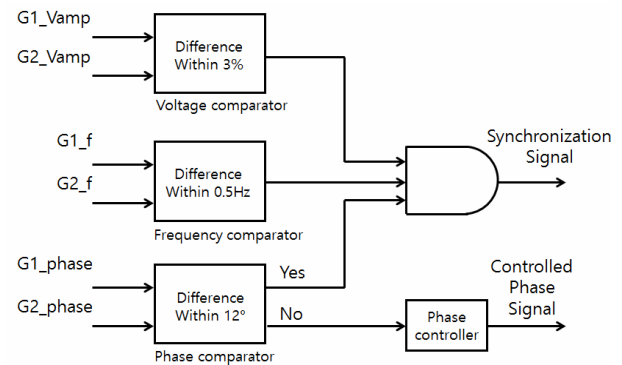 G1_Vamp
G2_Vamp
Difference
Within 3%
Voltage comparator
G1_f
G2_f
Difference
Within 0.5Hz
Frequency comparator
G1_phase
G2_phase
Difference
Within 12°
Phase comparator
Yes
No
Synchronization
Signal
Phase
controller
Controlled
Phase
Signal